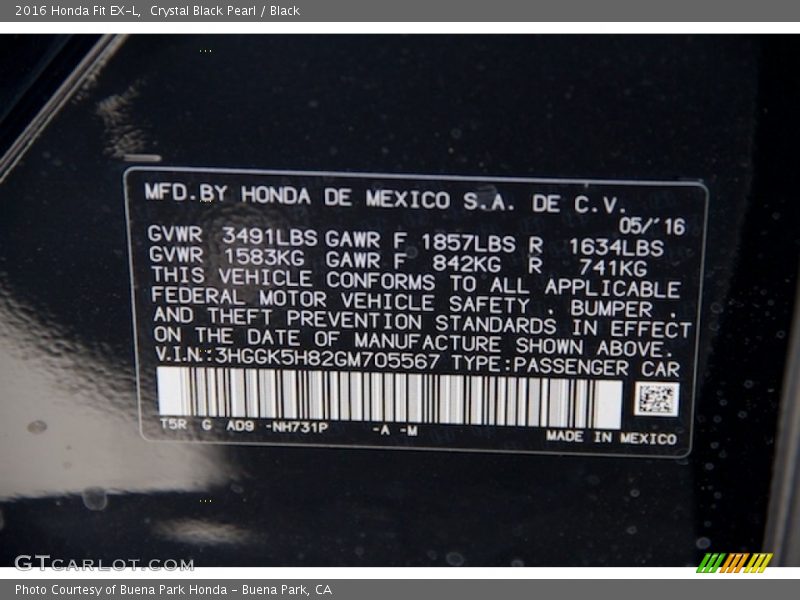 2016 Honda Fit EX-L,  Crystal Black Pearl / Black
MFD.BY HONDA DE MEXICO S.A. DE C.V.
05/'16
GVWR 3491LBS GAWR F 1857LBS R 1634LBS
GVWR 1583KG GAWR F 842KG R 741KG
THIS VEHICLE CONFORMS TO ALL APPLICABLE
FEDERAL MOTOR VEHICLE SAFETY , BUMPER ,
AND THEFT PREVENTION STANDARDS IN EFFECT
ON THE DATE OF MANUFACTURE SHOWN ABOVE.
V.I.N.:3HGGK5H82GM705567 TYPE:PASSENGER CAR
T5R G AD9 -NH731P -A -M
MADE IN MEXICO
GTCARLOT.COM
Photo Courtesy of Buena Park Honda - Buena Park, CA